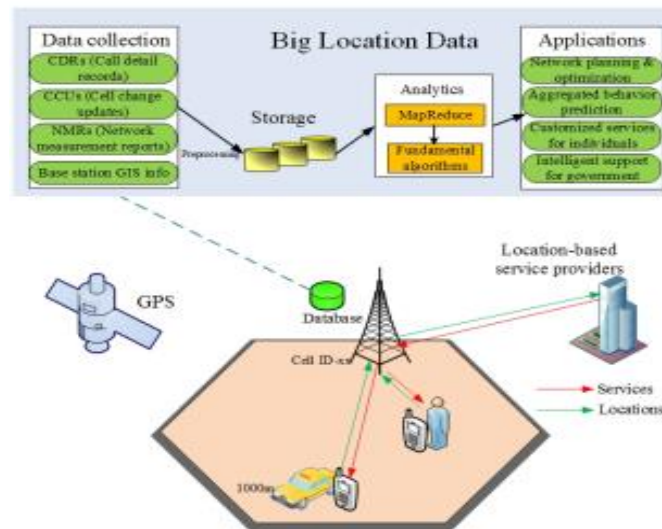 Data collection
CDRs (Call detail
records)
CCUs (Cell change
updates)
NMRs (Network
measurement reports)
Base station GIS info
Big Location Data
Preprocessing
Storage
Analytics
MapReduce
Fundamental
algorithms
Applications
Network planning &
optimization
Aggregated behavior
prediction
Customized services
for individuals
Intelligent support
for government
GPS
Database
Location-based
service providers
Cell ID-xx
Services
Locations
1000m